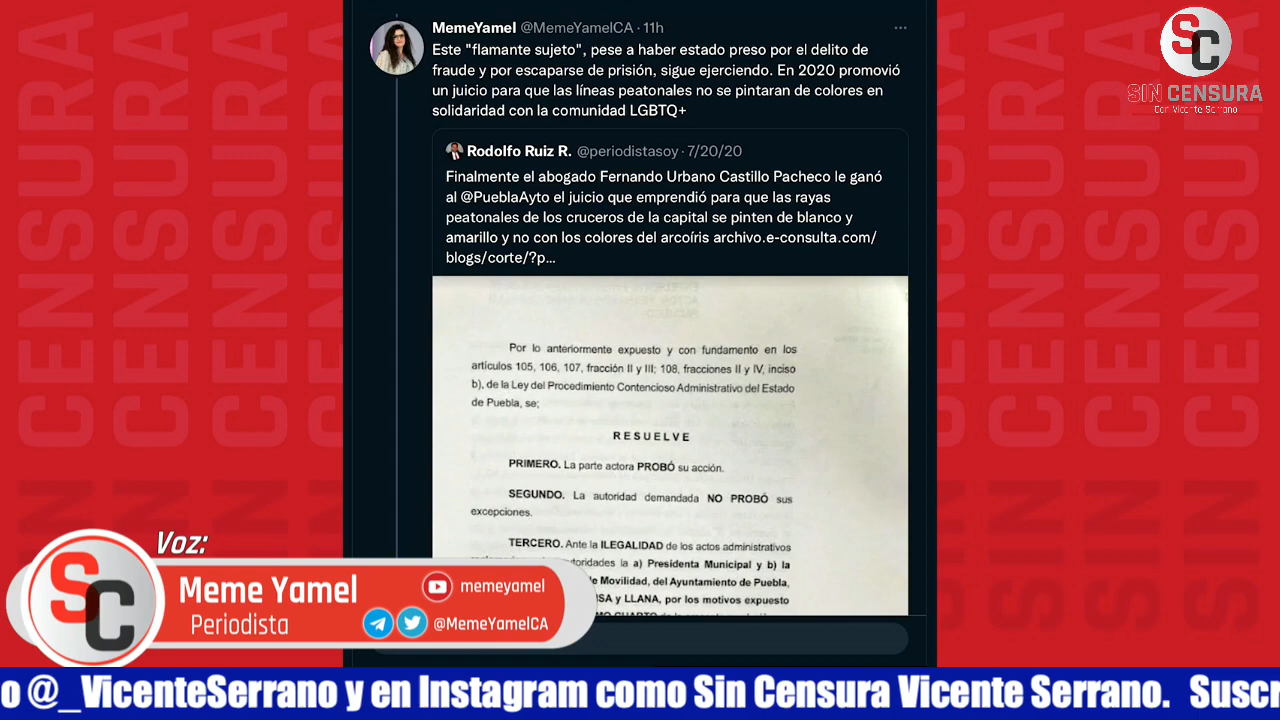 MemeYamel @MemeYamelCA · 11h
Este "flamante sujeto", pese a haber estado preso por el delito de
fraude y por escaparse de prisión, sigue ejerciendo. En 2020 promovió
un juicio para que las líneas peatonales no se pintaran de colores en
solidaridad con la comunidad LGBTQ+
Rodolfo Ruiz R. @periodistasoy · 7/20/20
Finalmente el abogado Fernando Urbano Castillo Pacheco le ganó
al @PueblaAyto el juicio que emprendió para que las rayas
peatonales de los cruceros de la capital se pinten de blanco y
amarillo y no con los colores del arcoíris archivo.e-consulta.com/
blogs/corte/?p...
Por lo anteriormente expuesto y con fundamento en los
artículos 105, 106, 107, fracción II y III; 108, fracciones II y IV, inciso
b), de la Ley del Procedimiento Contencioso Administrativo del Estado
de Puebla, se;
RESUELVE
PRIMERO. La parte actora PROBÓ su acción.
SEGUNDO. La autoridad demandada NO PROBÓ sus
excepciones.
TERCERO. Ante la ILEGALIDAD de los actos administrativos
a) Presidenta Municipal y b) la
de Movilidad, del Ayuntamiento de Puebla,
y LLANA, por los motivos expuesto
SC
SIN CENSURA
Con Vicente Serrano
CENSURA
CENSURA
CENSURA
CENSURA
CENSURA
CENSURA
CENSURA
Voz:
SC
Meme Yamel
Periodista
memeyamel
@MemeYamelCA
o @_VicenteSerrano y en Instagram como Sin Censura Vicente Serrano. Suscr